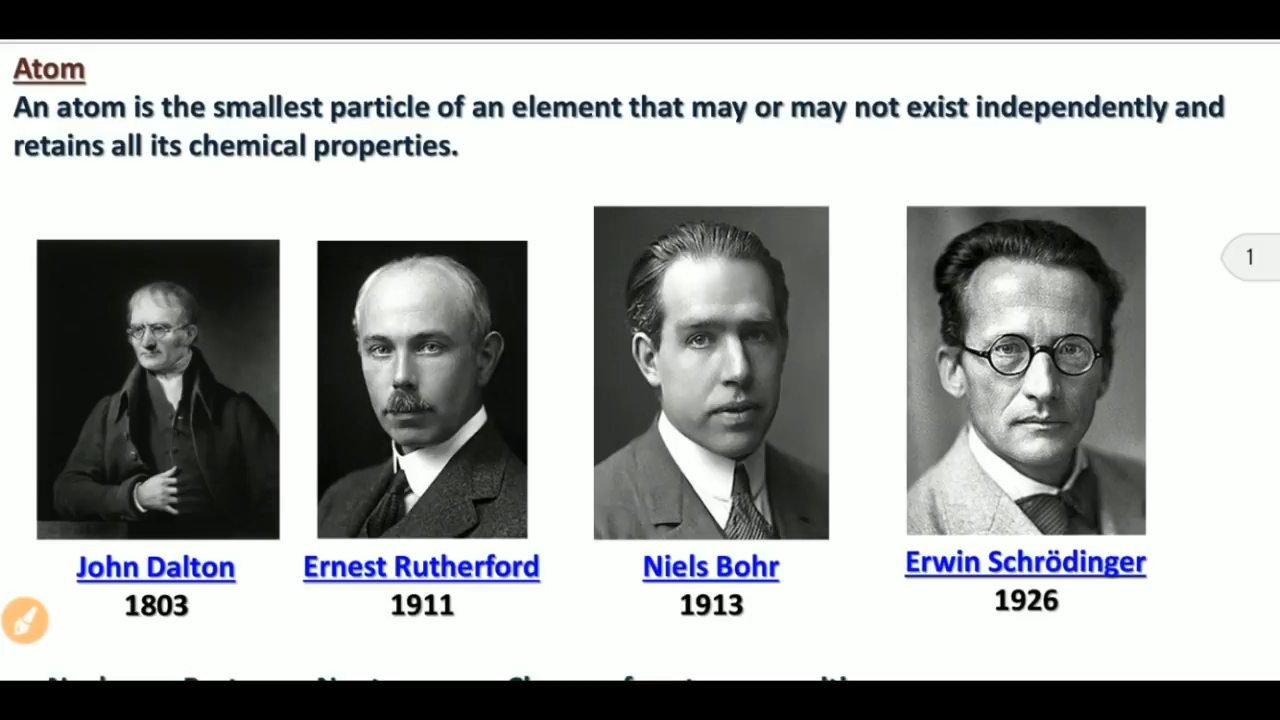 Atom
An atom is the smallest particle of an element that may or may not exist independently and
retains all its chemical properties.
1
John Dalton Ernest Rutherford Niels Bohr Erwin Schrödinger
1803 1911 1913 1926